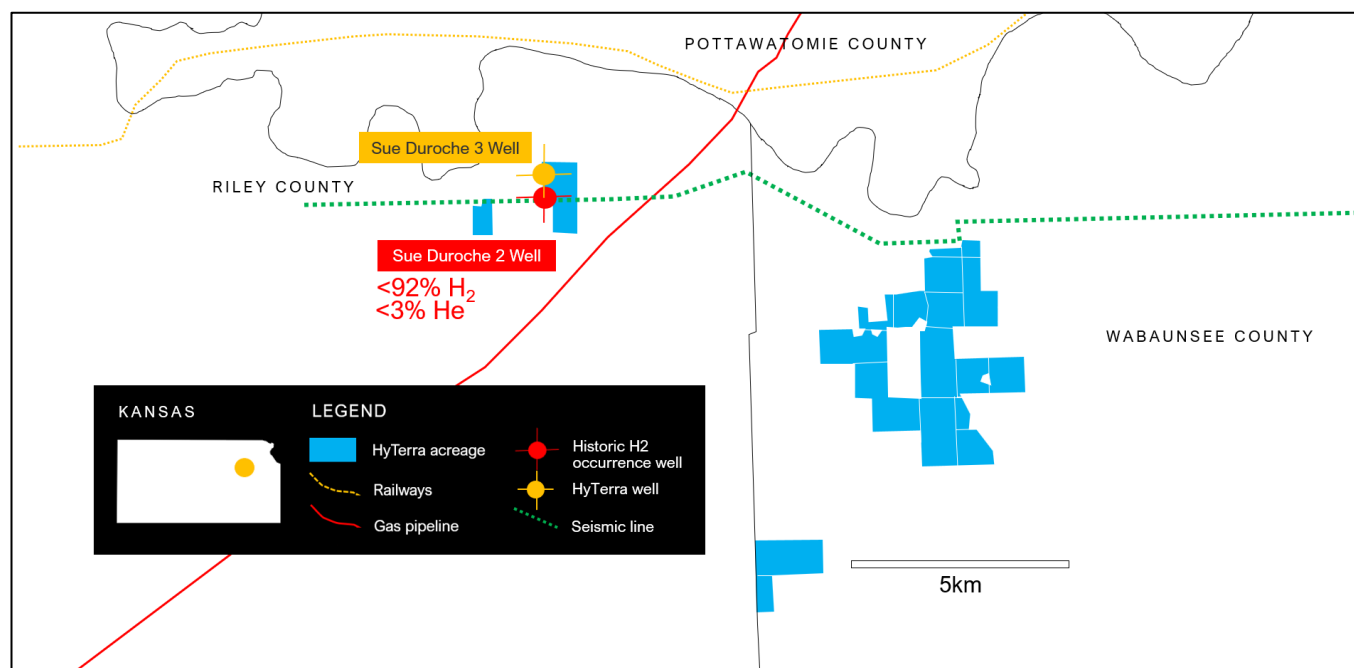 POTTAWATOMIE COUNTY
Sue Duroche 3 Well
RILEY COUNTY
Sue Duroche 2 Well
<92% H₂
<3% He
WABAUNSEE COUNTY
KANSAS
LEGEND
HyTerra acreage
Railways
Gas pipeline
Historic H2
occurrence well
HyTerra well
Seismic line
5km